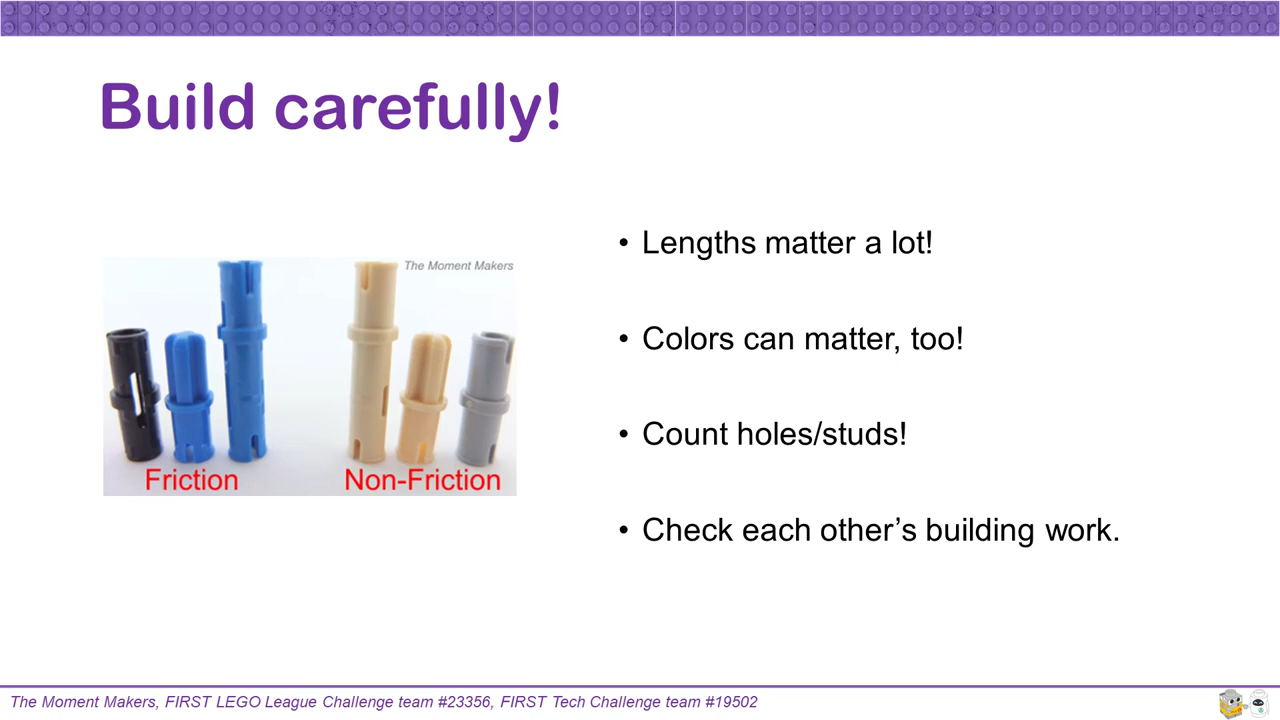 Build carefully!
The Moment Makers
Friction
Non-Friction
• Lengths matter a lot!
• Colors can matter, too!
• Count holes/studs!
• Check each other’s building work.
The Moment Makers, FIRST LEGO League Challenge team #23356, FIRST Tech Challenge team #19502